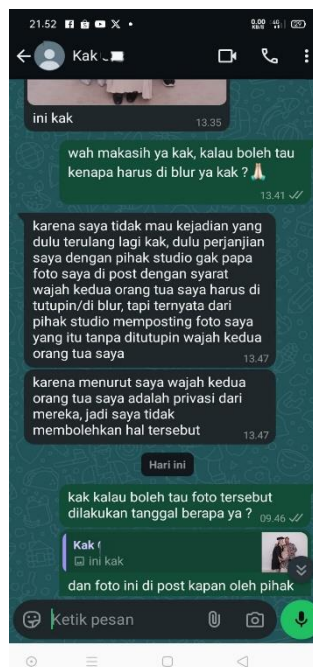 21.52
0.00
KB/S
4G
Kak
ini kak
13.35
wah makasih ya kak, kalau boleh tau
kenapa harus di blur ya kak ?
13.41
karena saya tidak mau kejadian yang
dulu terulang lagi kak, dulu perjanjian
saya dengan pihak studio gak papa
foto saya di post dengan syarat
wajah kedua orang tua saya harus di
tutupin/di blur, tapi ternyata dari
pihak studio memposting foto saya
yang itu tanpa ditutupin wajah kedua
orang tua saya
13.47
karena menurut saya wajah kedua
orang tua saya adalah privasi dari
mereka, jadi saya tidak
membolehkan hal tersebut
13.47
Hari ini
kak kalau boleh tau foto tersebut
dilakukan tanggal berapa ya ?
09.46
Kak
ini kak
dan foto ini di post kapan oleh pihak
Ketik pesan